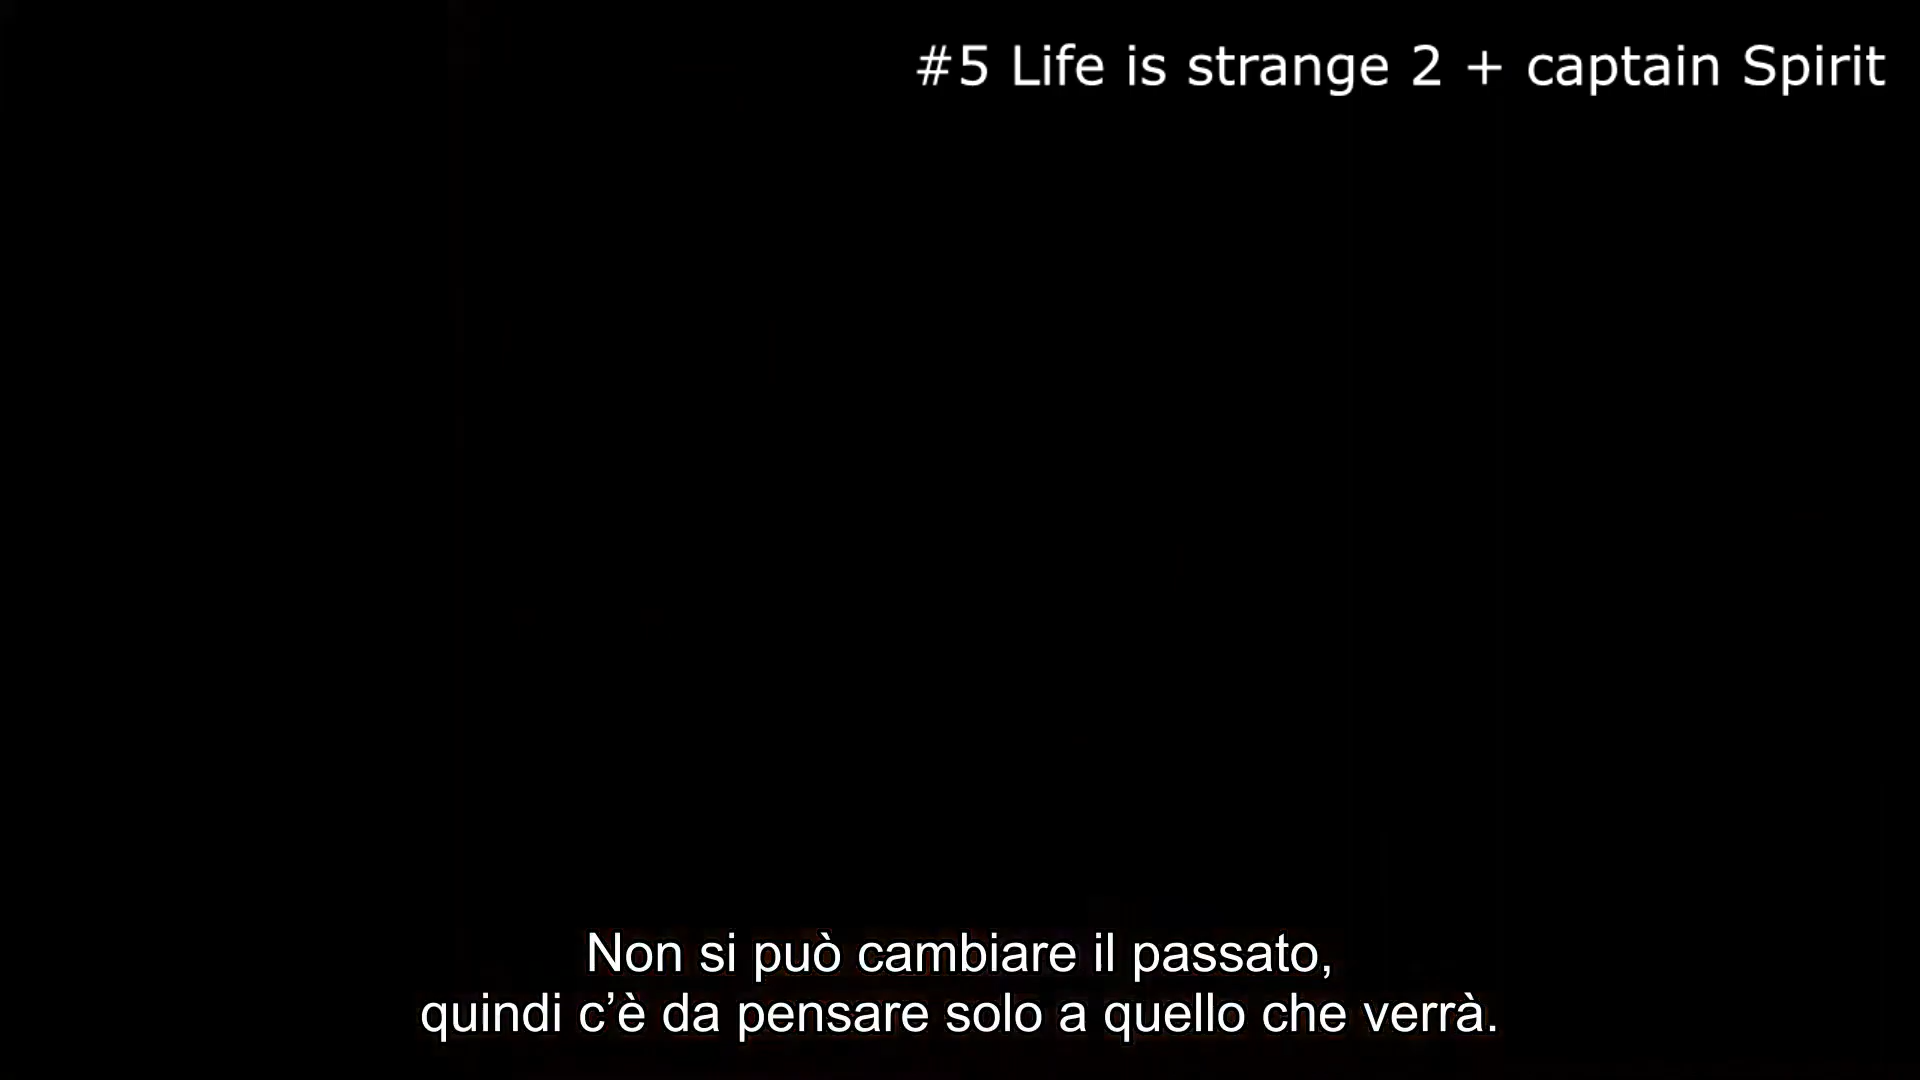 #5 Life is strange 2 + captain Spirit
Non si può cambiare il passato,
quindi c’è da pensare solo a quello che verrà.